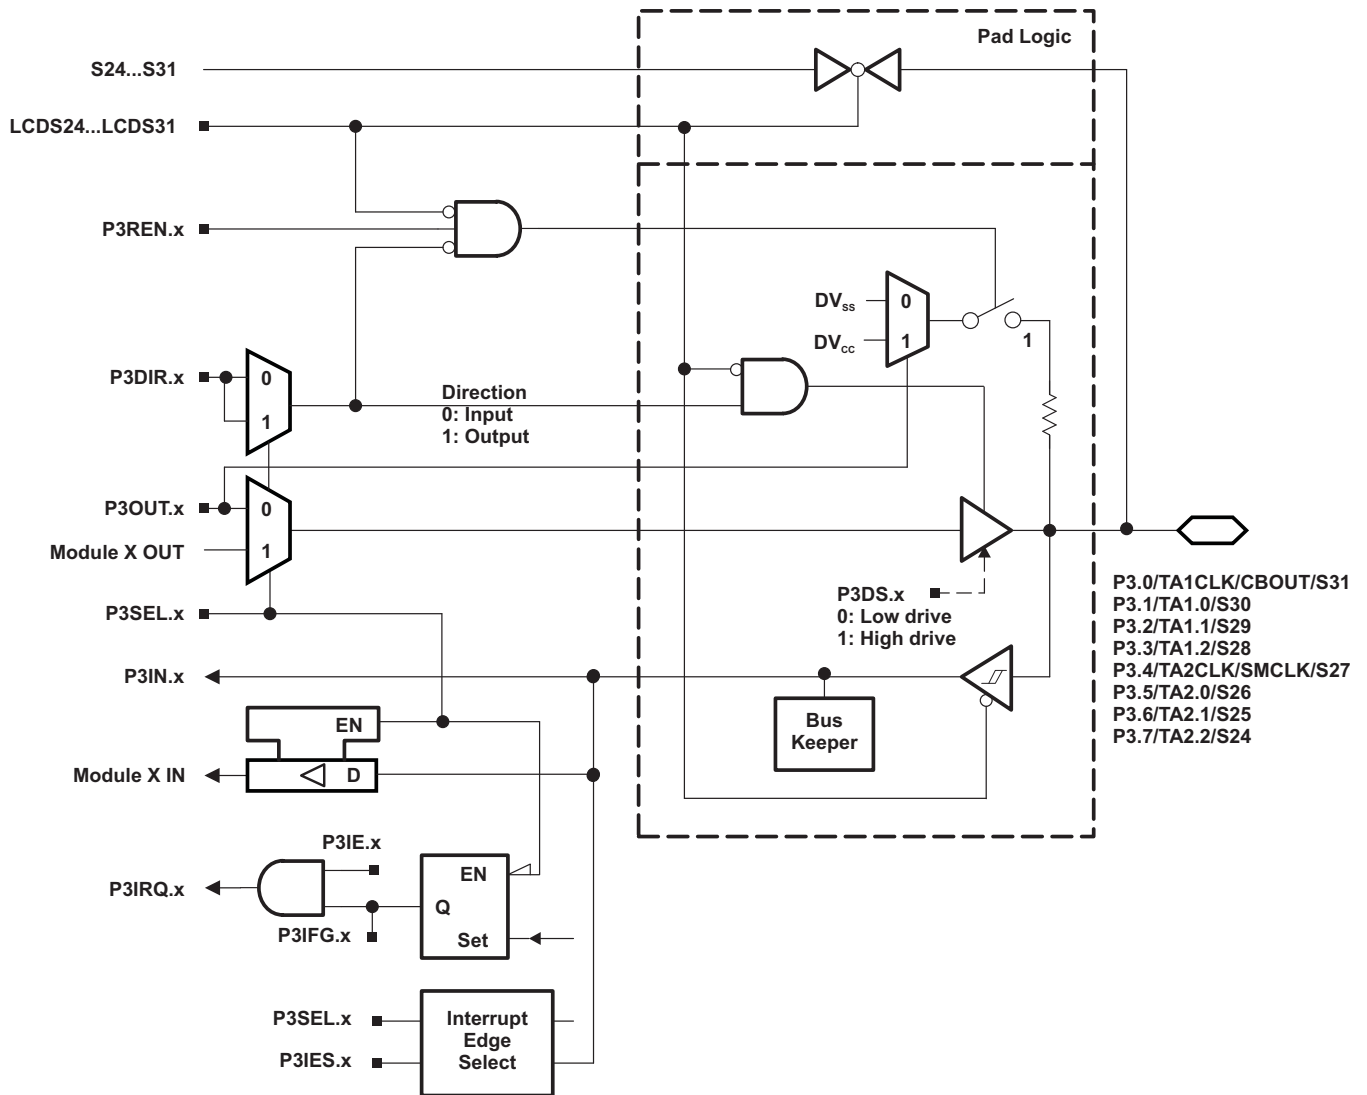 Pad Logic
S24...S31
LCDS24...LCDS31
P3REN.x
DVSS
0
DVCC
1
1
P3DIR.x
0
1
Direction
0: Input
1: Output
P3OUT.x
0
Module X OUT
1
P3SEL.x
P3DS.x
0: Low drive
1: High drive
P3.0/TA1CLK/CBOUT/S31
P3.1/TA1.0/S30
P3.2/TA1.1/S29
P3.3/TA1.2/S28
P3.4/TA2CLK/SMCLK/S27
P3.5/TA2.0/S26
P3.6/TA2.1/S25
P3.7/TA2.2/S24
P3IN.x
Bus
Keeper
EN
Module X IN
D
P3IE.x
P3IRQ.x
EN
Q
P3IFG.x
Set
P3SEL.x
P3IES.x
Interrupt
Edge
Select